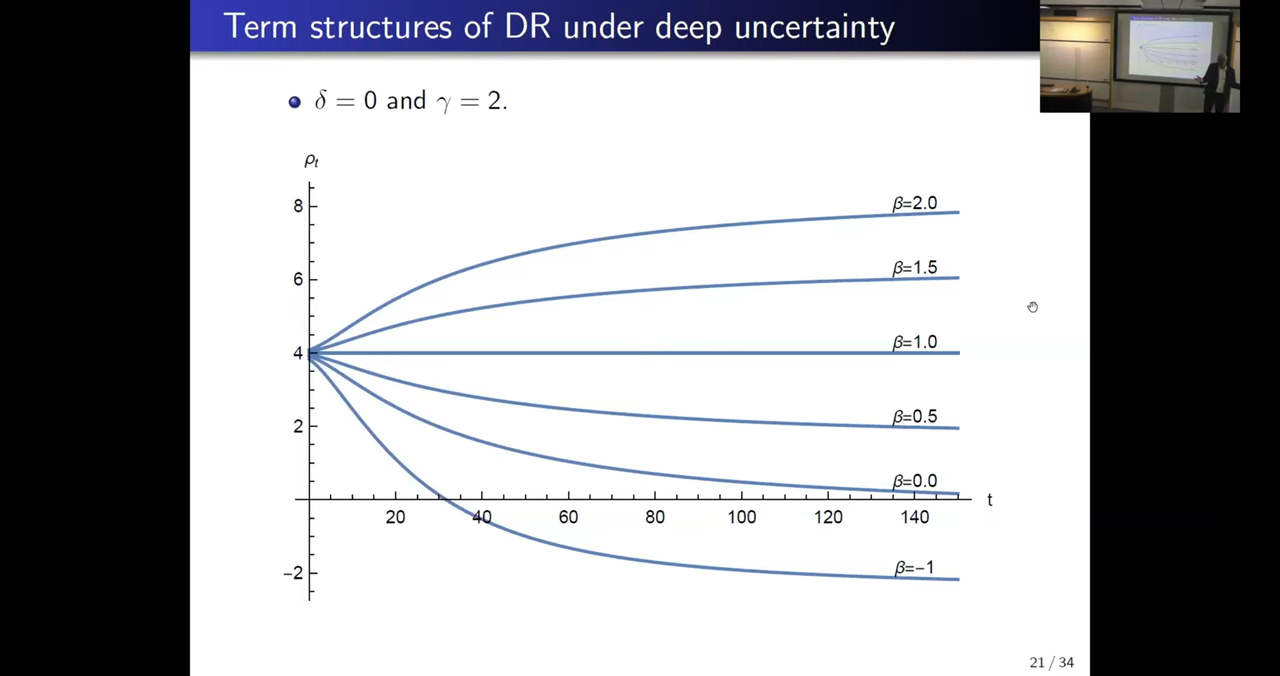 Term structures of DR under deep uncertainty
δ = 0 and γ = 2.
ρt
8
6
4
2
−2
20 40 60 80 100 120 140
t
β=2.0
β=1.5
β=1.0
β=0.5
β=0.0
β=−1
21 / 34